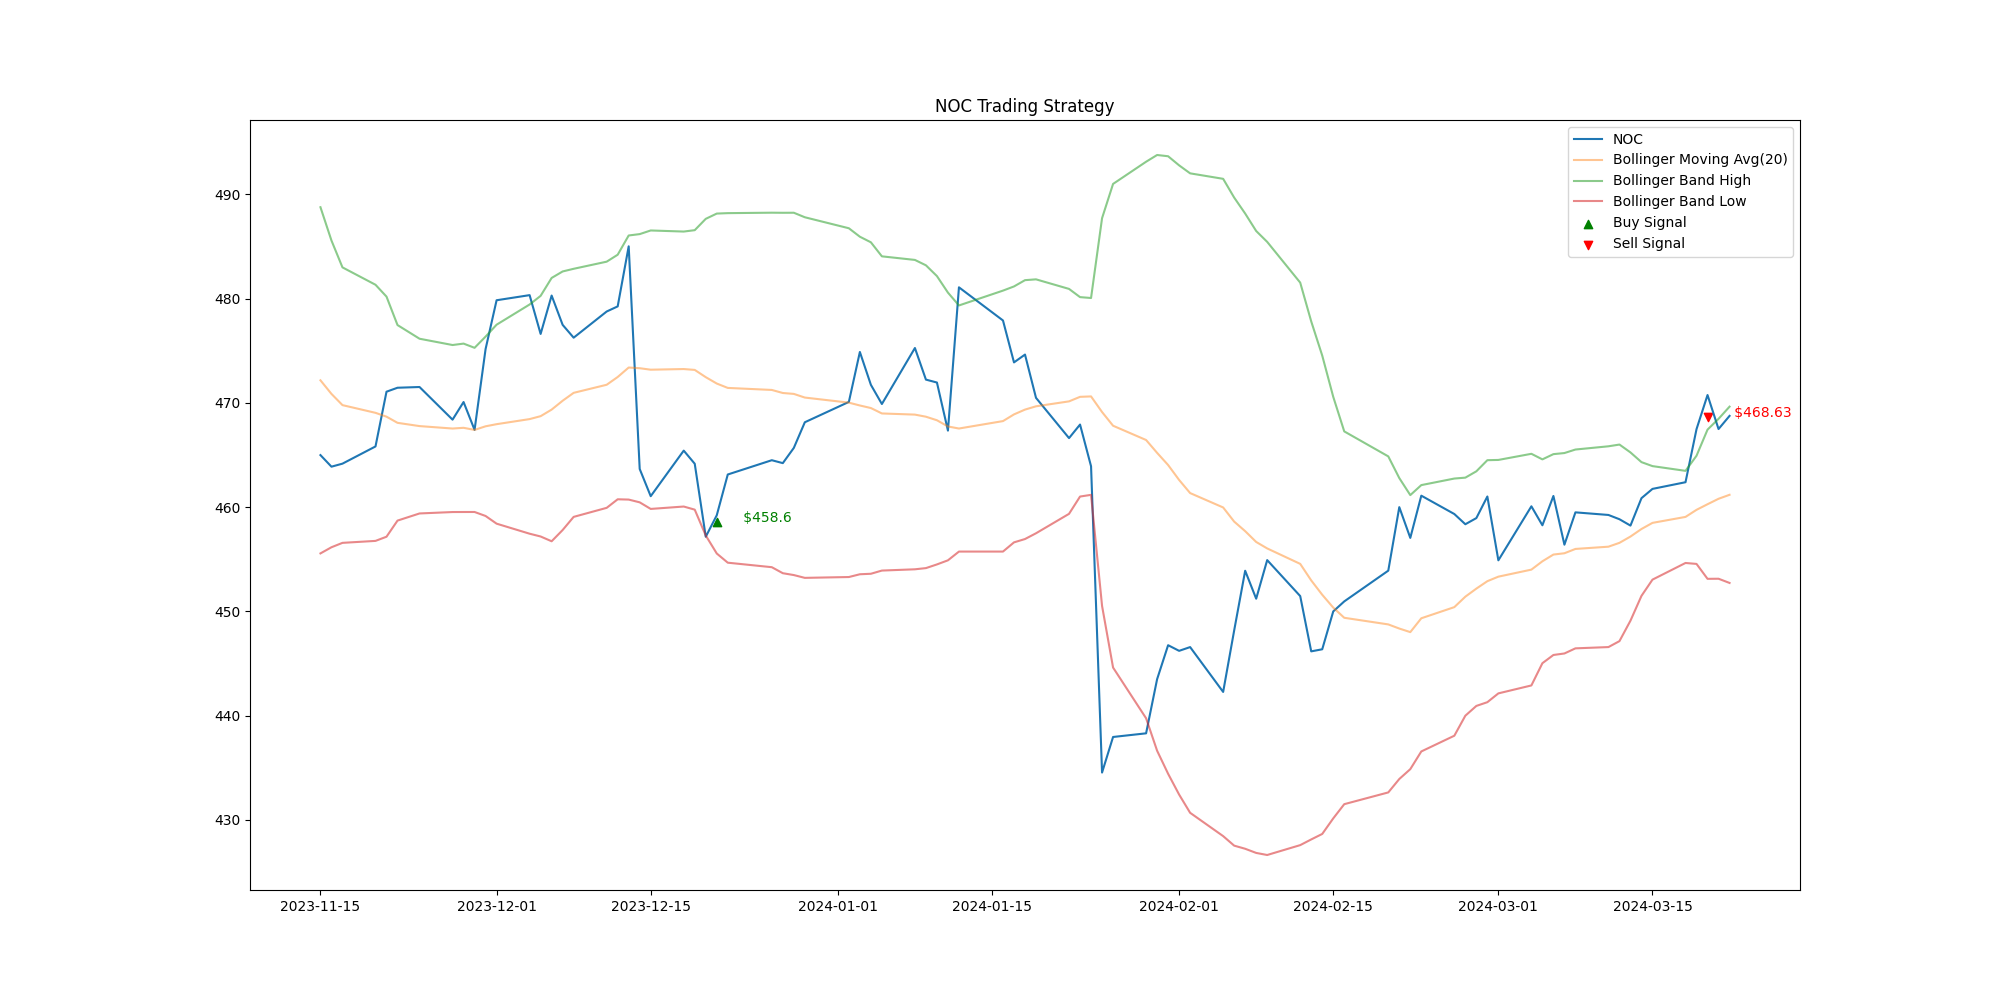 NOC Trading Strategy
NOC
Bollinger Moving Avg(20)
Bollinger Band High
Bollinger Band Low
Buy Signal
Sell Signal
490
480
470
460
450
440
430
$458.6
$468.63
2023-11-15 2023-12-01 2023-12-15 2024-01-01 2024-01-15 2024-02-01 2024-02-15 2024-03-01 2024-03-15